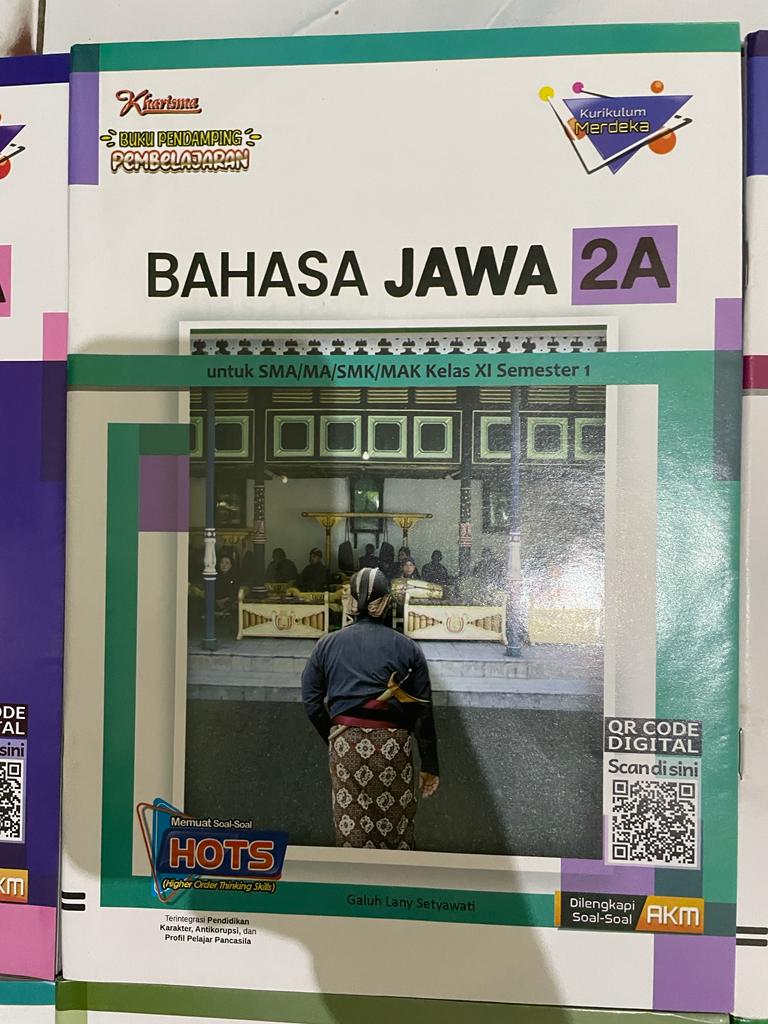 Kharisma
BUKU PENDAMPING
PEMBELAJARAN
Kurikulum
Merdeka
BAHASA JAWA 2A
untuk SMA/MA/SMK/MAK Kelas XI Semester 1
QR CODE
DIGITAL
Scan di sini
Memuat Soal-Soal
HOTS
(Higher Order Thinking Skills)
Galuh Lany Setyawati
Dilengkapi
Soal-Soal
AKM
Terintegrasi Pendidikan
Karakter, Antikorupsi, dan
Profil Pelajar Pancasila